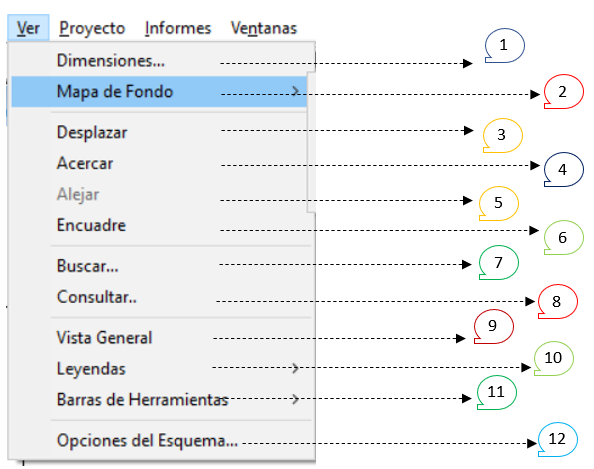 Ver Proyecto Informes Ventanas
Dimensiones... 1
Mapa de Fondo > 2
Desplazar 3
Acercar 4
Alejar 5
Encuadre 6
Buscar... 7
Consultar.. 8
Vista General 9
Leyendas > 10
Barras de Herramientas > 11
Opciones del Esquema... 12